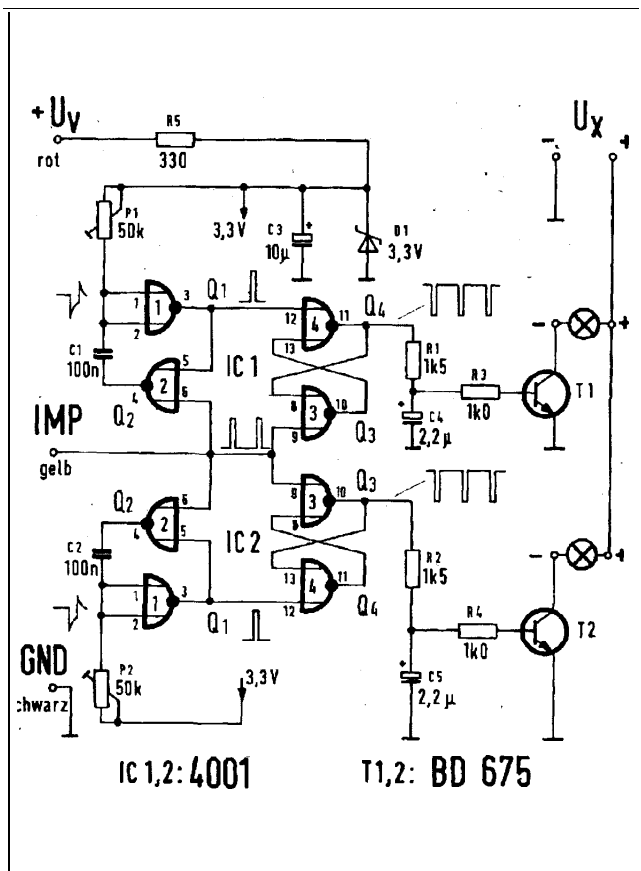 +UV
rot
R5
330
UX
-
+
P1
50k
3,3V
C3
+
10µ
D1
3,3V
1
2
1
3
Q1
C1
100n
4
2
5
6
Q2
IC 1
12
13
4
11
Q4
8
9
3
10
Q3
R1
1k5
+
C4
2,2µ
R3
1k0
T1
-
+
IMP
gelb
Q2
C2
100n
4
2
6
5
IC 2
8
9
3
10
Q3
13
12
4
11
Q4
1
2
1
3
Q1
R2
1k5
R4
1k0
T2
-
+
+
C5
2,2µ
GND
chwarz
P2
50k
3,3V
IC 1,2: 4001
T1,2: BD 675